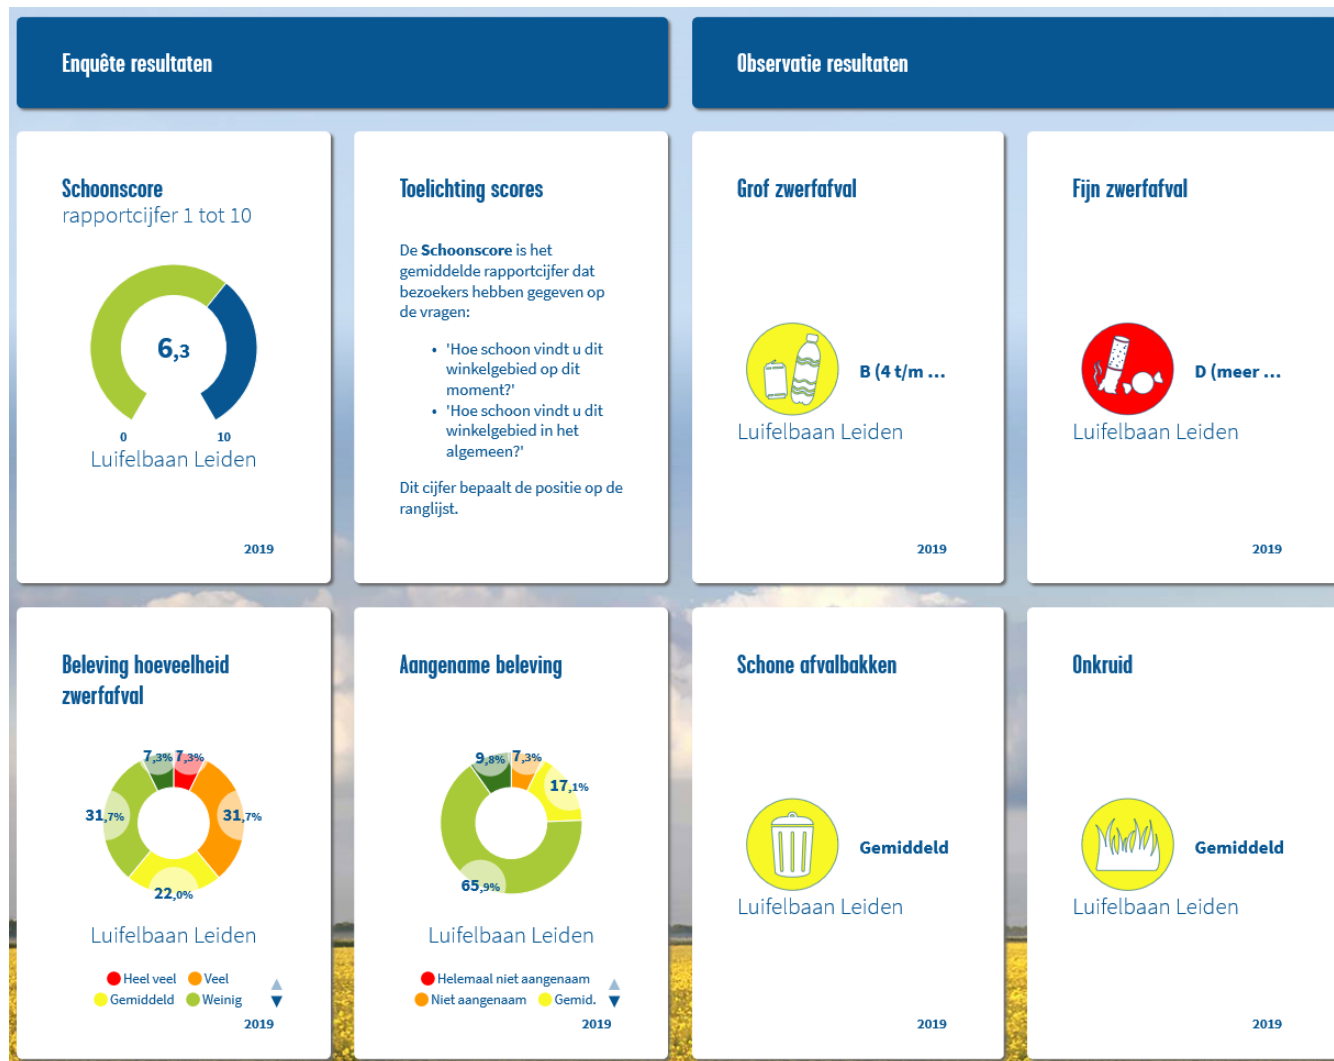 Enquête resultaten
Observatie resultaten
Schoonscore
rapportcijfer 1 tot 10
6,3
0
10
Luifelbaan Leiden
2019
Toelichting scores
De Schoonscore is het
gemiddelde rapportcijfer dat
bezoekers hebben gegeven op
de vragen:
• 'Hoe schoon vindt u dit
winkelgebied op dit
moment?'
• 'Hoe schoon vindt u dit
winkelgebied in het
algemeen?'
Dit cijfer bepaalt de positie op de
ranglijst.
Grof zwerfafval
B (4 t/m ...
Luifelbaan Leiden
2019
Fijn zwerfafval
D (meer ...
Luifelbaan Leiden
2019
Beleving hoeveelheid
zwerfafval
7,3% 7,3%
31,7%
31,7%
22,0%
Luifelbaan Leiden
Heel veel Veel
Gemiddeld Weinig
2019
Aangename beleving
9,8% 7,3%
17,1%
65,9%
Luifelbaan Leiden
Helemaal niet aangenaam
Niet aangenaam Gemid.
2019
Schone afvalbakken
Gemiddeld
Luifelbaan Leiden
2019
Onkruid
Gemiddeld
Luifelbaan Leiden
2019